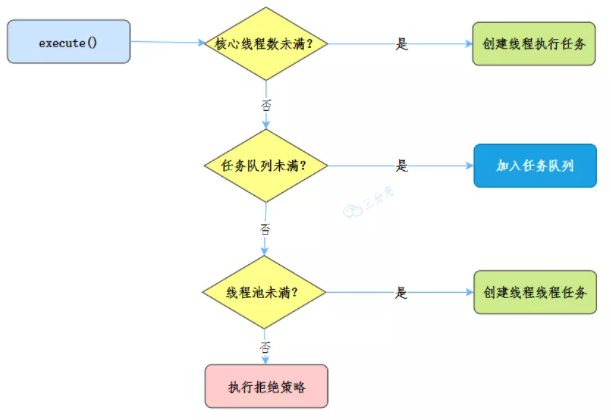 execute()
核心线程数未满?
是
创建线程执行任务
否
任务队列未满?
是
加入任务队列
三分恶
否
线程池未满?
是
创建线程线程任务
否
执行拒绝策略